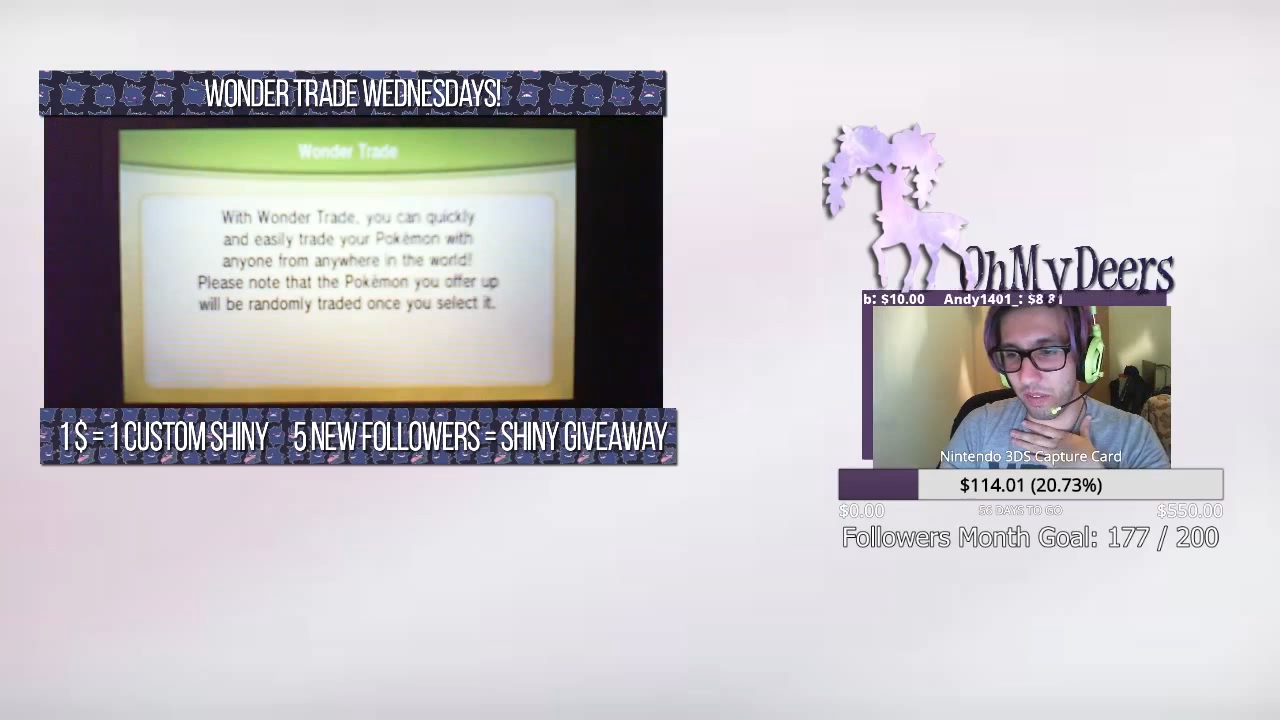 WONDER TRADE WEDNESDAYS!
Wonder Trade
With Wonder Trade, you can quickly
and easily trade your Pokémon with
anyone from anywhere in the world!
Please note that the Pokémon you offer up
will be randomly traded once you select it.
1 $ = 1 CUSTOM SHINY 5 NEW FOLLOWERS = SHINY GIVEAWAY
OhMyDeers
b: $10.00 Andy1401_: $8
Nintendo 3DS Capture Card
$114.01 (20.73%)
$0.00 56 DAYS TO GO $550.00
Followers Month Goal: 177 / 200